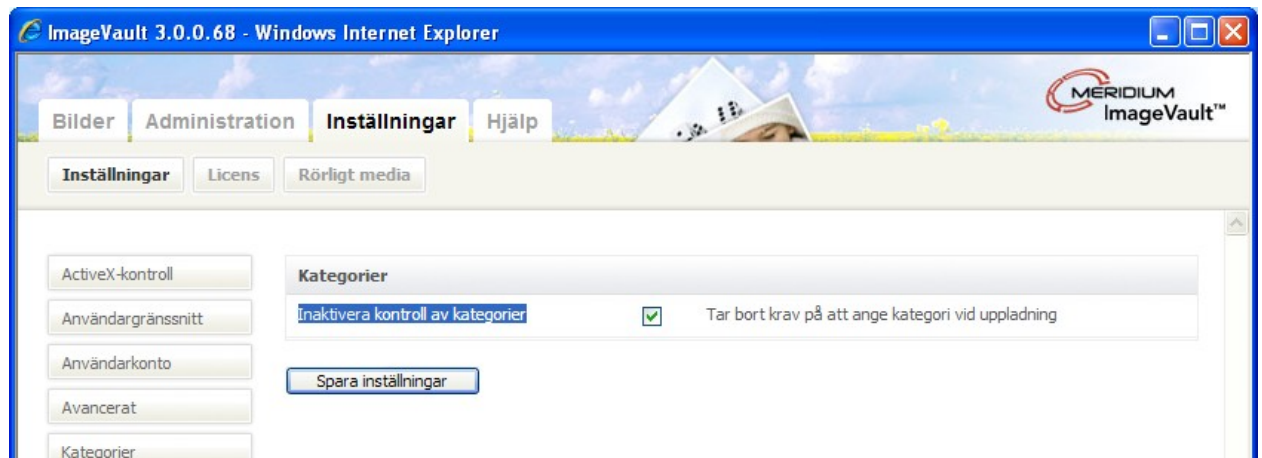 ImageVault 3.0.0.68 - Windows Internet Explorer
MERIDIUM
ImageVault™
Bilder Administration Inställningar Hjälp
Inställningar Licens Rörligt media
ActiveX-kontroll
Kategorier
Användargränssnitt
Inaktivera kontroll av kategorier Tar bort krav på att ange kategori vid uppladning
Användarkonto
Spara inställningar
Avancerat
Kategorier